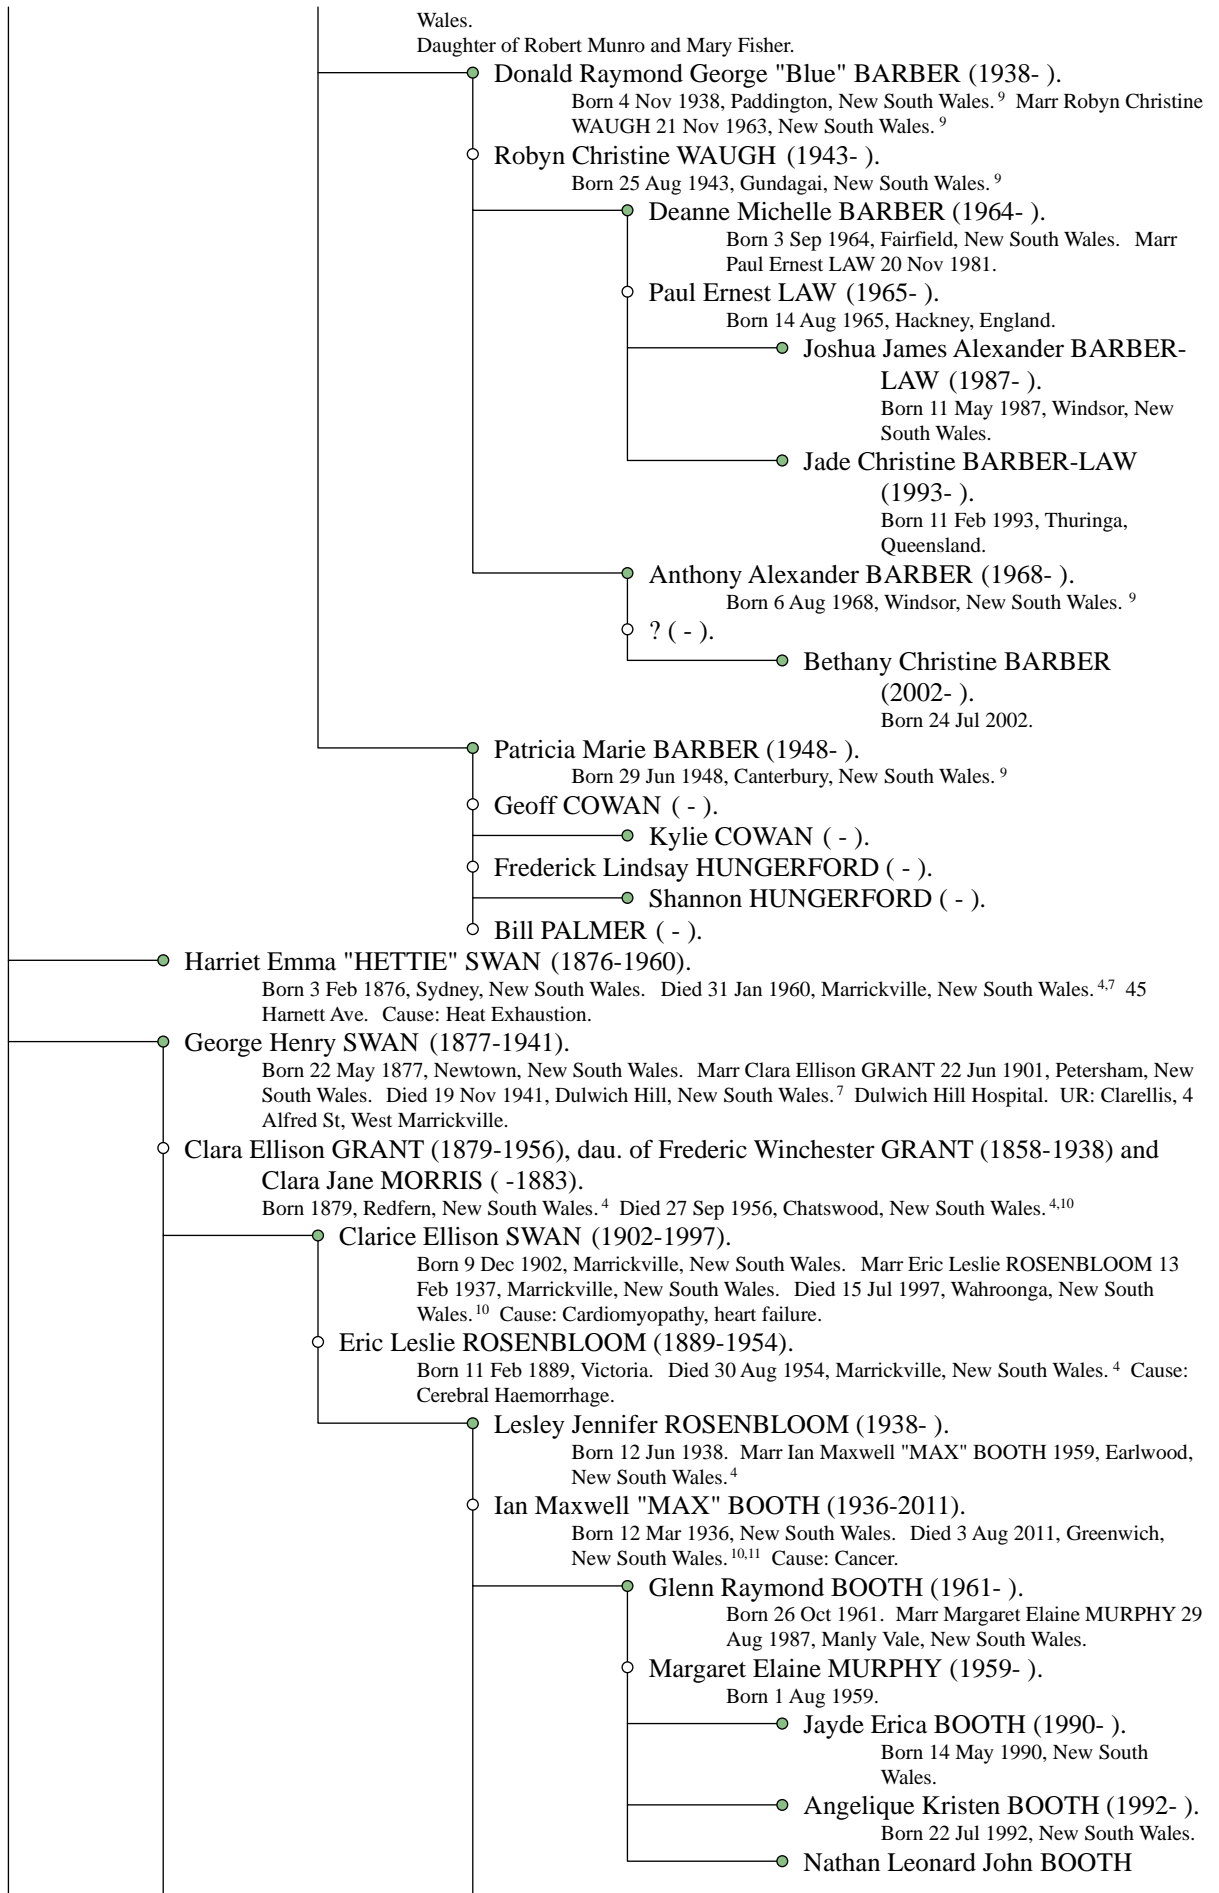 Wales.
Daughter of Robert Munro and Mary Fisher.
Donald Raymond George "Blue" BARBER (1938- ).
Born 4 Nov 1938, Paddington, New South Wales. 9 Marr Robyn Christine
WAUGH 21 Nov 1963, New South Wales. 9
Robyn Christine WAUGH (1943- ).
Born 25 Aug 1943, Gundagai, New South Wales. 9
Deanne Michelle BARBER (1964- ).
Born 3 Sep 1964, Fairfield, New South Wales. Marr
Paul Ernest LAW 20 Nov 1981.
Paul Ernest LAW (1965- ).
Born 14 Aug 1965, Hackney, England.
Joshua James Alexander BARBER-
LAW (1987- ).
Born 11 May 1987, Windsor, New
South Wales.
Jade Christine BARBER-LAW
(1993- ).
Born 11 Feb 1993, Thuringa,
Queensland.
Anthony Alexander BARBER (1968- ).
Born 6 Aug 1968, Windsor, New South Wales. 9
? ( - ).
Bethany Christine BARBER
(2002- ).
Born 24 Jul 2002.
Patricia Marie BARBER (1948- ).
Born 29 Jun 1948, Canterbury, New South Wales. 9
Geoff COWAN ( - ).
Kylie COWAN ( - ).
Frederick Lindsay HUNGERFORD ( - ).
Shannon HUNGERFORD ( - ).
Bill PALMER ( - ).
Harriet Emma "HETTIE" SWAN (1876-1960).
Born 3 Feb 1876, Sydney, New South Wales. Died 31 Jan 1960, Marrickville, New South Wales. 4,7 45
Harnett Ave. Cause: Heat Exhaustion.
George Henry SWAN (1877-1941).
Born 22 May 1877, Newtown, New South Wales. Marr Clara Ellison GRANT 22 Jun 1901, Petersham, New
South Wales. Died 19 Nov 1941, Dulwich Hill, New South Wales. 7 Dulwich Hill Hospital. UR: Clarellis, 4
Alfred St, West Marrickville.
Clara Ellison GRANT (1879-1956), dau. of Frederic Winchester GRANT (1858-1938) and
Clara Jane MORRIS ( -1883).
Born 1879, Redfern, New South Wales. 4 Died 27 Sep 1956, Chatswood, New South Wales. 4,10
Clarice Ellison SWAN (1902-1997).
Born 9 Dec 1902, Marrickville, New South Wales. Marr Eric Leslie ROSENBLOOM 13
Feb 1937, Marrickville, New South Wales. Died 15 Jul 1997, Wahroonga, New South
Wales. 10 Cause: Cardiomyopathy, heart failure.
Eric Leslie ROSENBLOOM (1889-1954).
Born 11 Feb 1889, Victoria. Died 30 Aug 1954, Marrickville, New South Wales. 4 Cause:
Cerebral Haemorrhage.
Lesley Jennifer ROSENBLOOM (1938- ).
Born 12 Jun 1938. Marr Ian Maxwell "MAX" BOOTH 1959, Earlwood,
New South Wales. 4
Ian Maxwell "MAX" BOOTH (1936-2011).
Born 12 Mar 1936, New South Wales. Died 3 Aug 2011, Greenwich,
New South Wales. 10,11 Cause: Cancer.
Glenn Raymond BOOTH (1961- ).
Born 26 Oct 1961. Marr Margaret Elaine MURPHY 29
Aug 1987, Manly Vale, New South Wales.
Margaret Elaine MURPHY (1959- ).
Born 1 Aug 1959.
Jayde Erica BOOTH (1990- ).
Born 14 May 1990, New South
Wales.
Angelique Kristen BOOTH (1992- ).
Born 22 Jul 1992, New South Wales.
Nathan Leonard John BOOTH